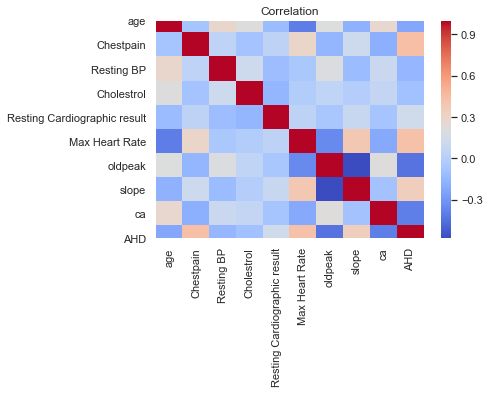 Correlation
age
Chestpain
Resting BP
Cholestrol
Resting Cardiographic result
Max Heart Rate
oldpeak
slope
ca
AHD
0.9
0.6
0.3
0.0
−0.3
age
Chestpain
Resting BP
Cholestrol
Resting Cardiographic result
Max Heart Rate
oldpeak
slope
ca
AHD